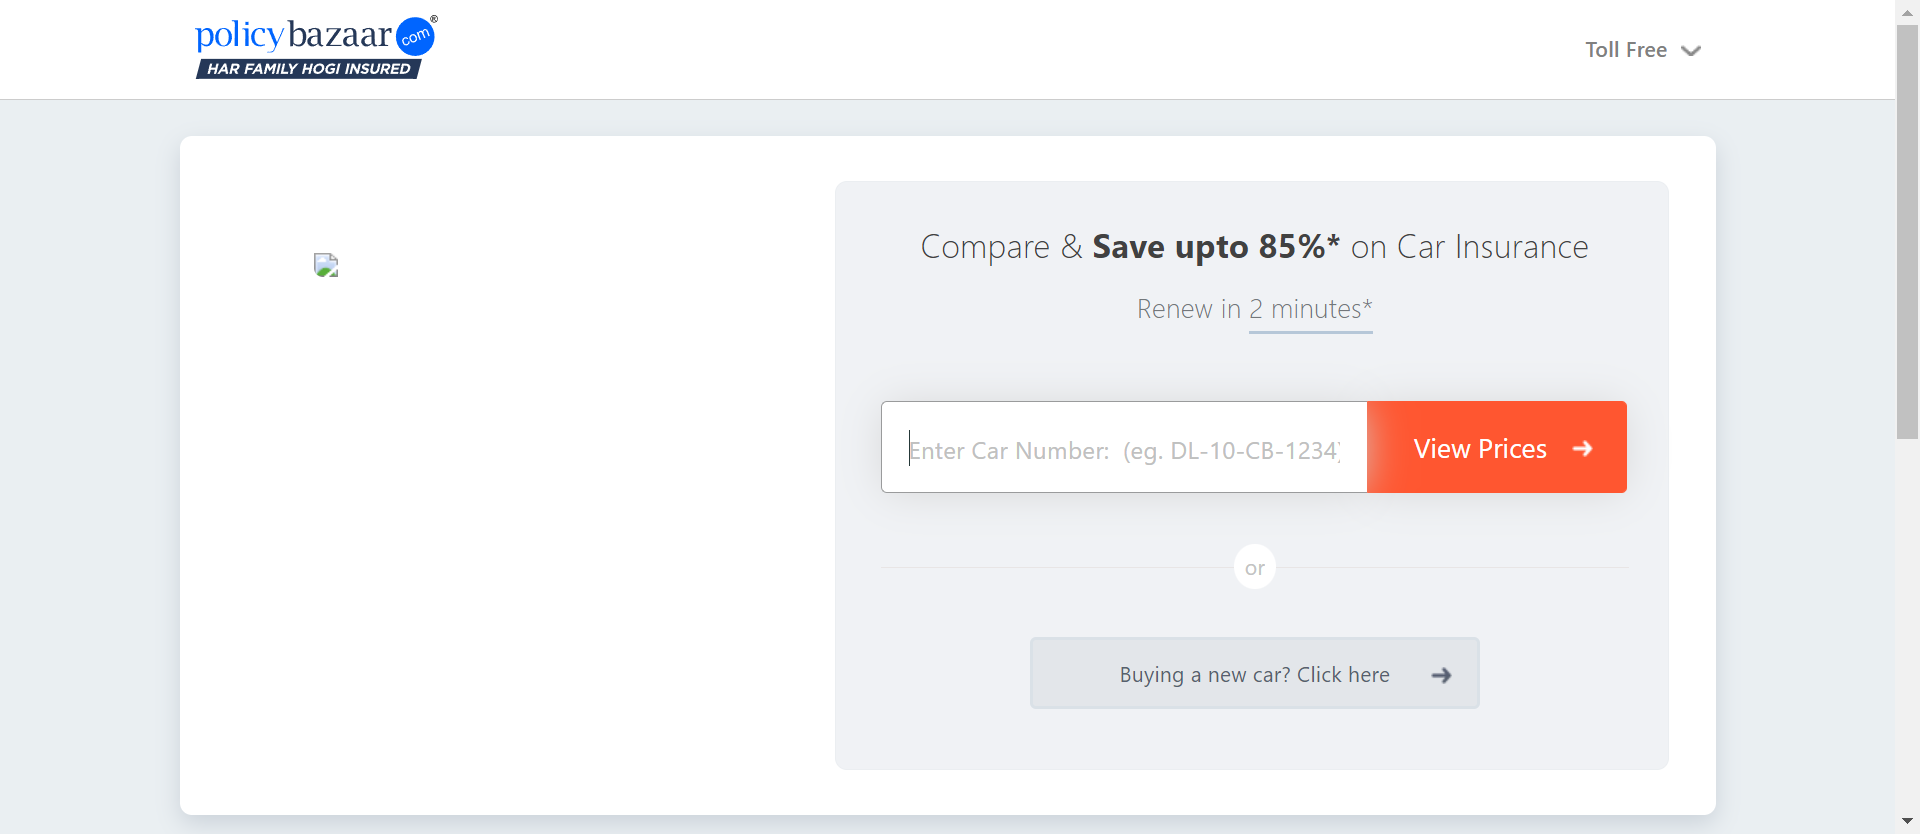 policybazaar.com®
HAR FAMILY HOGI INSURED
Toll Free
Compare & Save upto 85%* on Car Insurance
Renew in 2 minutes*
Enter Car Number:  (eg. DL-10-CB-1234)
View Prices
or
Buying a new car? Click here